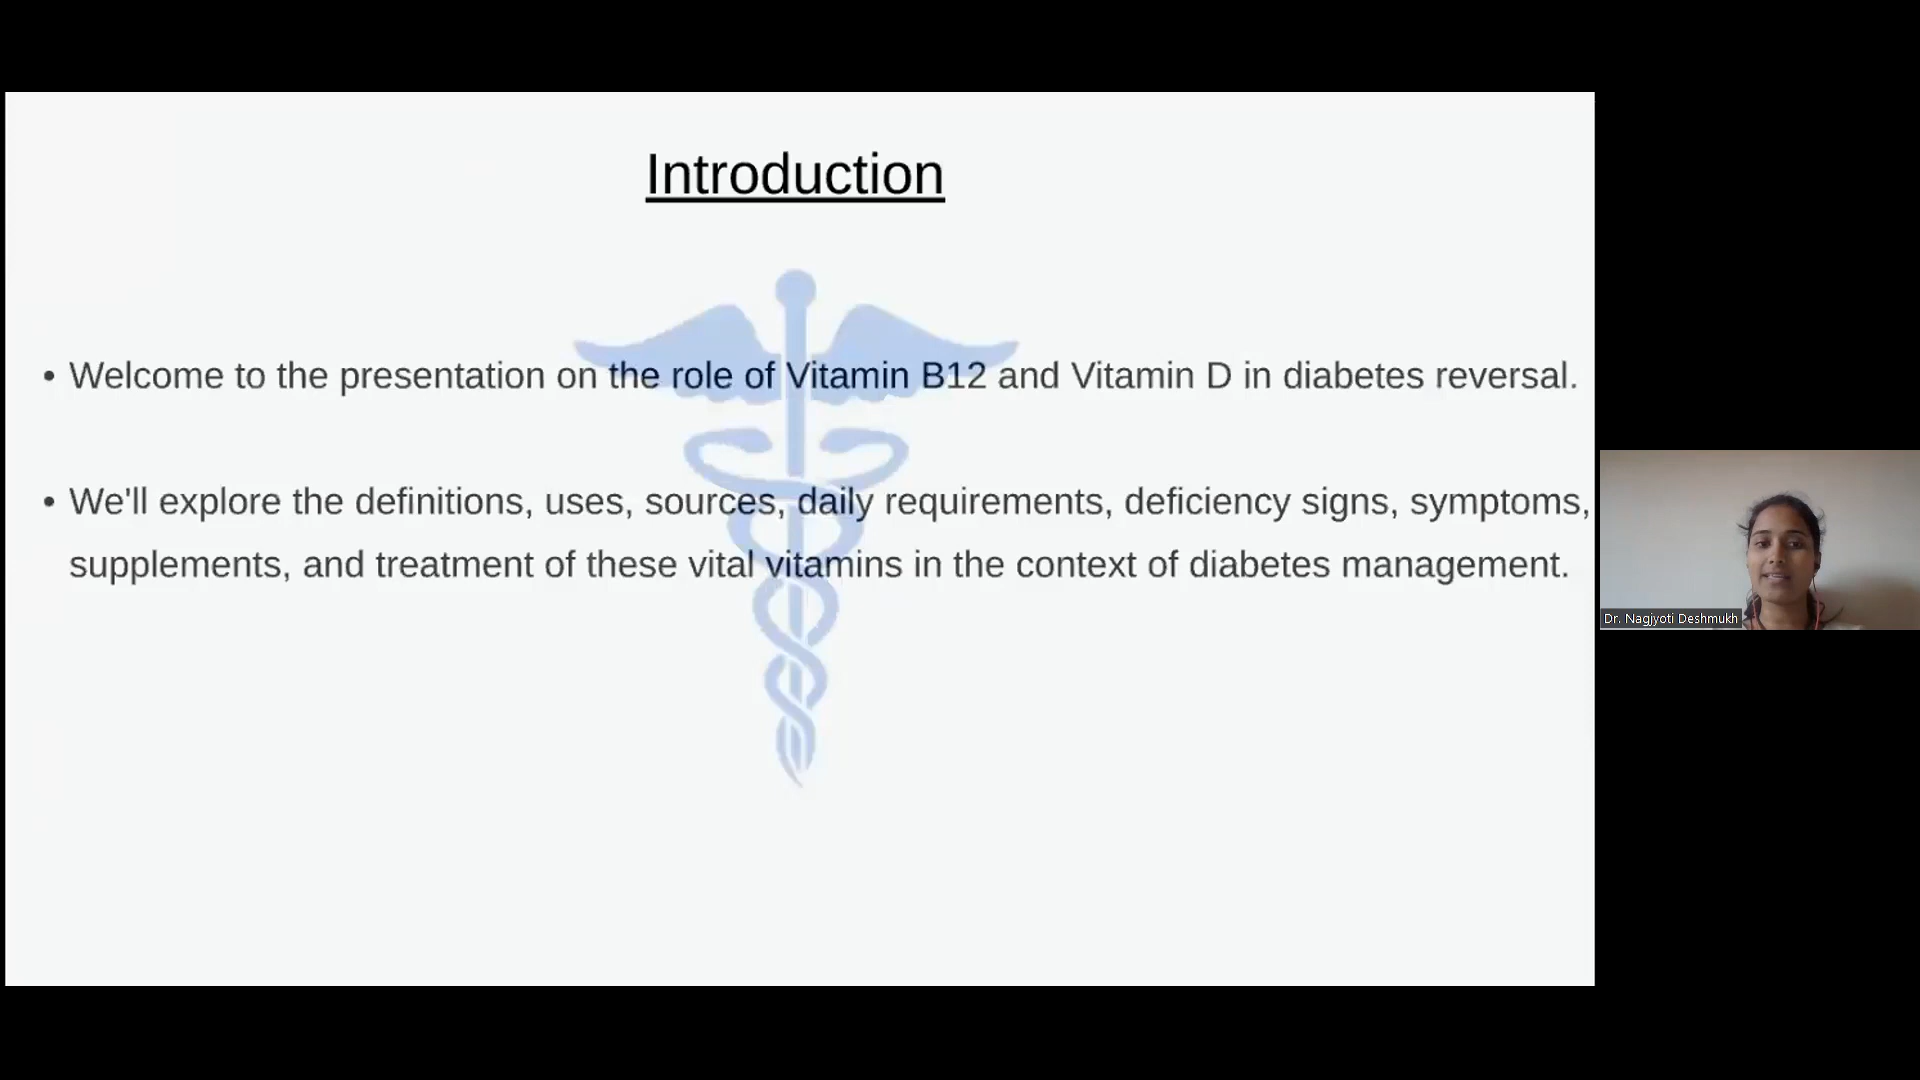 Introduction
• Welcome to the presentation on the role of Vitamin B12 and Vitamin D in diabetes reversal.
• We'll explore the definitions, uses, sources, daily requirements, deficiency signs, symptoms,
supplements, and treatment of these vital vitamins in the context of diabetes management.
Dr. Nagjyoti Deshmukh